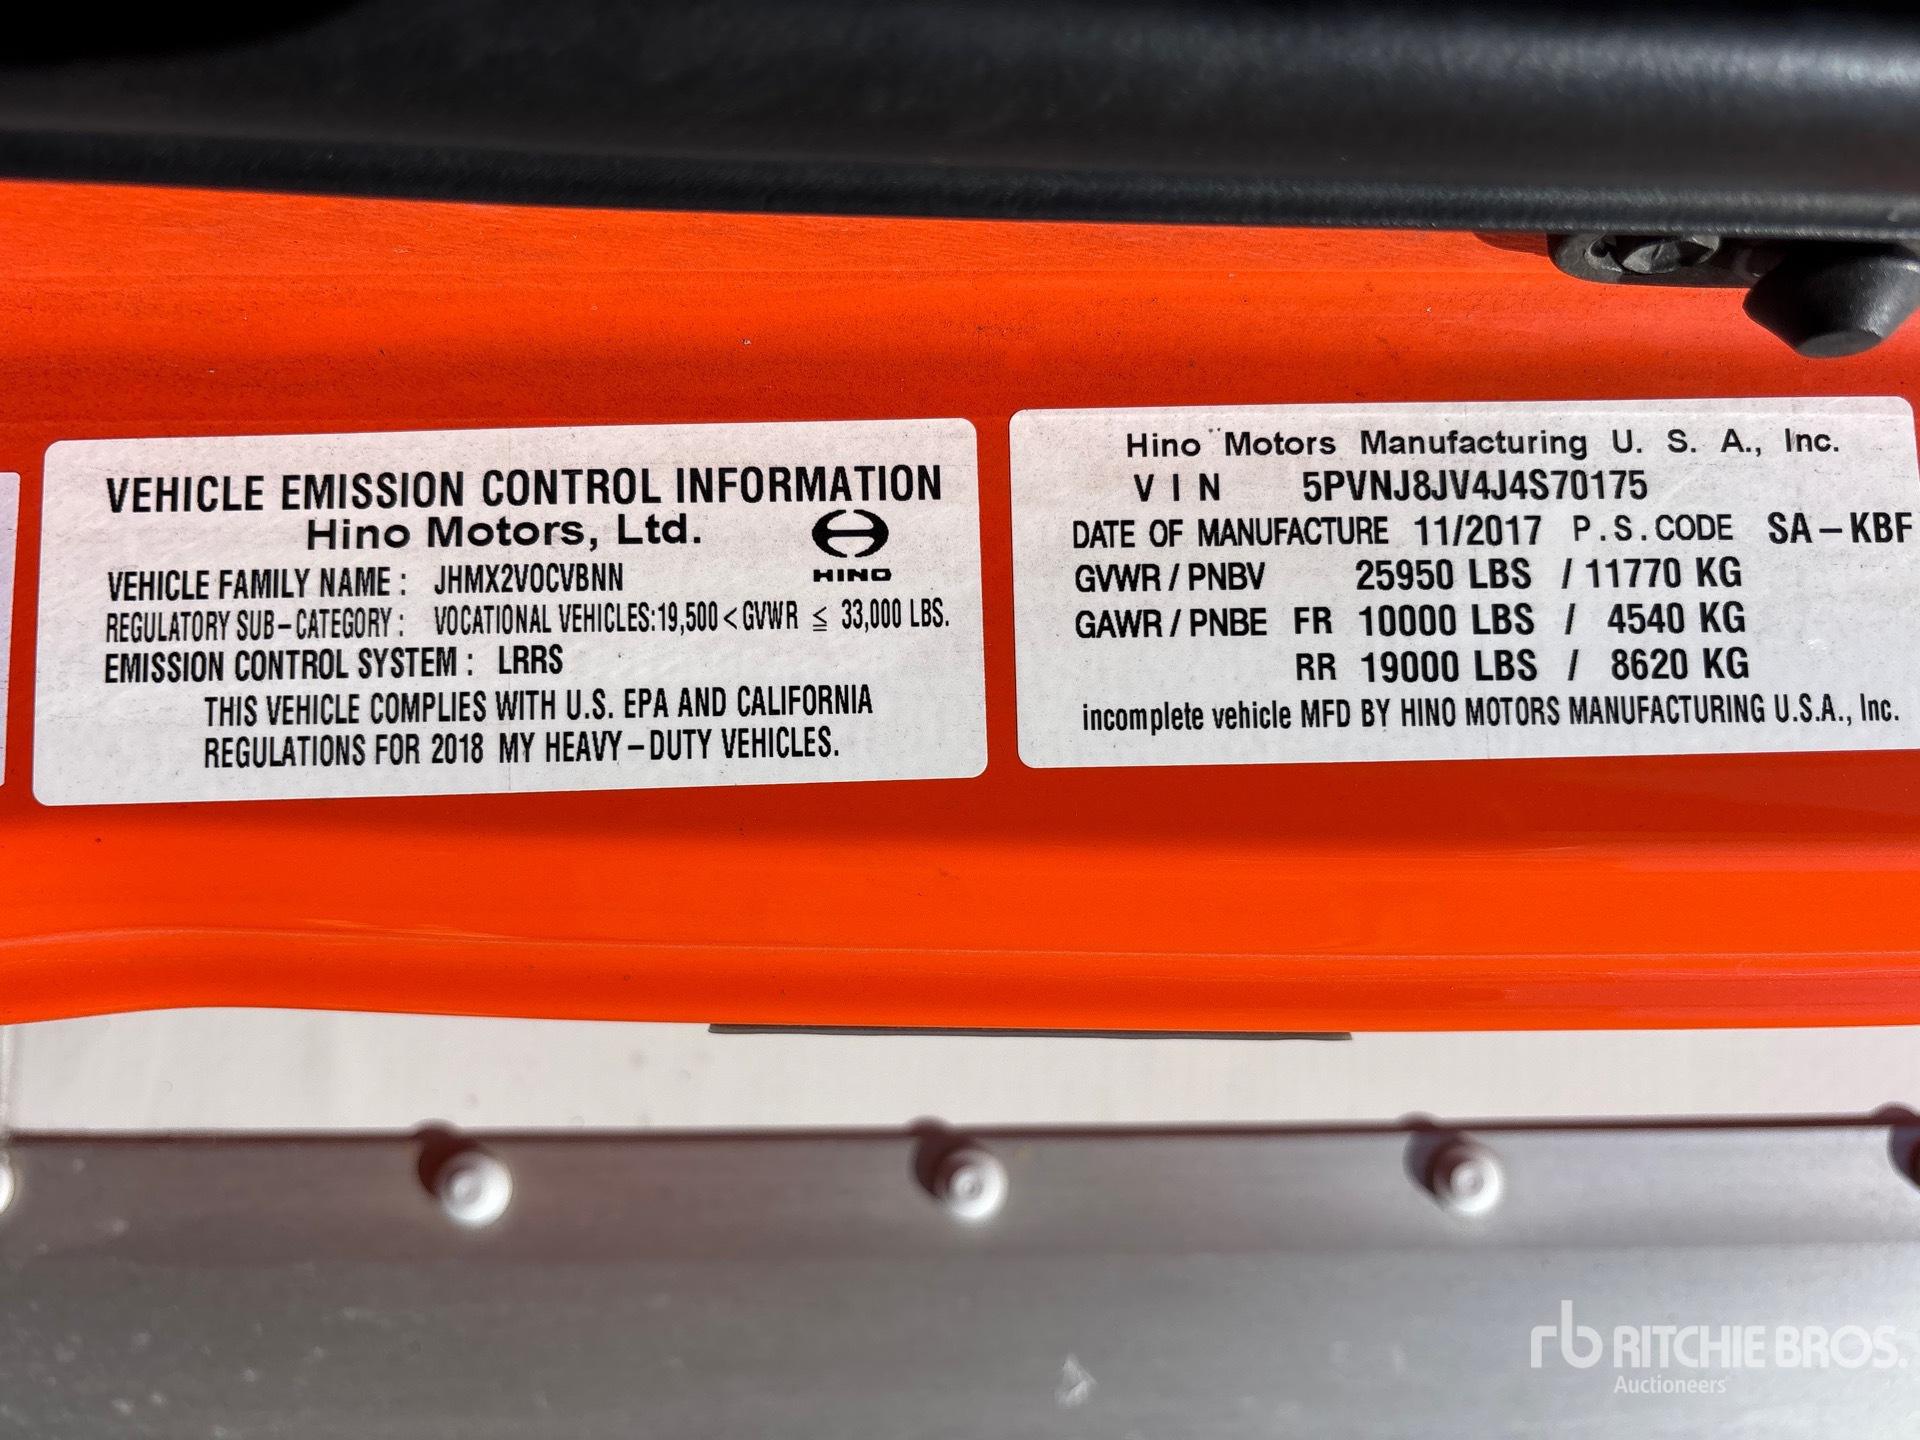 VEHICLE EMISSION CONTROL INFORMATION
Hino Motors, Ltd.
HINO
VEHICLE FAMILY NAME : JHMX2VOCVBNN
REGULATORY SUB-CATEGORY : VOCATIONAL VEHICLES:19,500 < GVWR ≦ 33,000 LBS.
EMISSION CONTROL SYSTEM : LRRS
THIS VEHICLE COMPLIES WITH U.S. EPA AND CALIFORNIA
REGULATIONS FOR 2018 MY HEAVY-DUTY VEHICLES.
Hino Motors Manufacturing U. S. A., Inc.
V I N 5PVNJ8JV4J4S70175
DATE OF MANUFACTURE 11/2017 P.S.CODE SA-KBF
GVWR / PNBV 25950 LBS / 11770 KG
GAWR / PNBE FR 10000 LBS / 4540 KG
RR 19000 LBS / 8620 KG
incomplete vehicle MFD BY HINO MOTORS MANUFACTURING U.S.A., Inc.
rb RITCHIE BROS.
Auctioneers